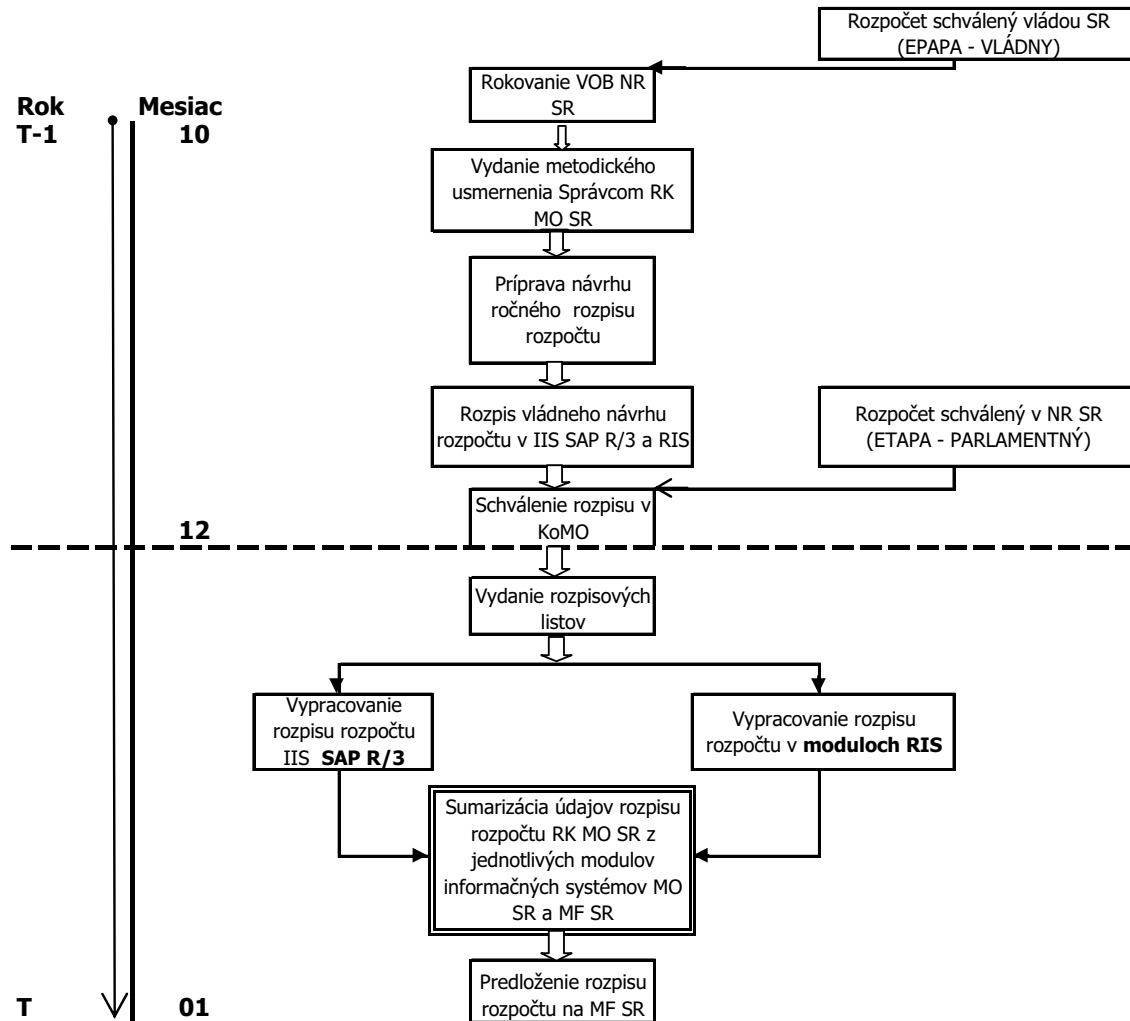 Rozpočet schválený vládou SR
(EPAPA - VLÁDNY)
Rokovanie VOB NR
SR
Rok
Mesiac
T-1
10
Vydanie metodického
usmernenia Správcom RK
MO SR
Príprava návrhu
ročného rozpisu
rozpočtu
Rozpis vládneho návrhu
rozpočtu v IIS SAP R/3 a RIS
Rozpočet schválený v NR SR
(ETAPA - PARLAMENTNÝ)
Schválenie rozpisu v
KoMO
12
Vydanie rozpisových
listov
Vypracovanie
rozpisu rozpočtu
IIS SAP R/3
Vypracovanie rozpisu
rozpočtu v moduloch RIS
Sumarizácia údajov rozpisu
rozpočtu RK MO SR z
jednotlivých modulov
informačných systémov MO
SR a MF SR
Predloženie rozpisu
rozpočtu na MF SR
T
01